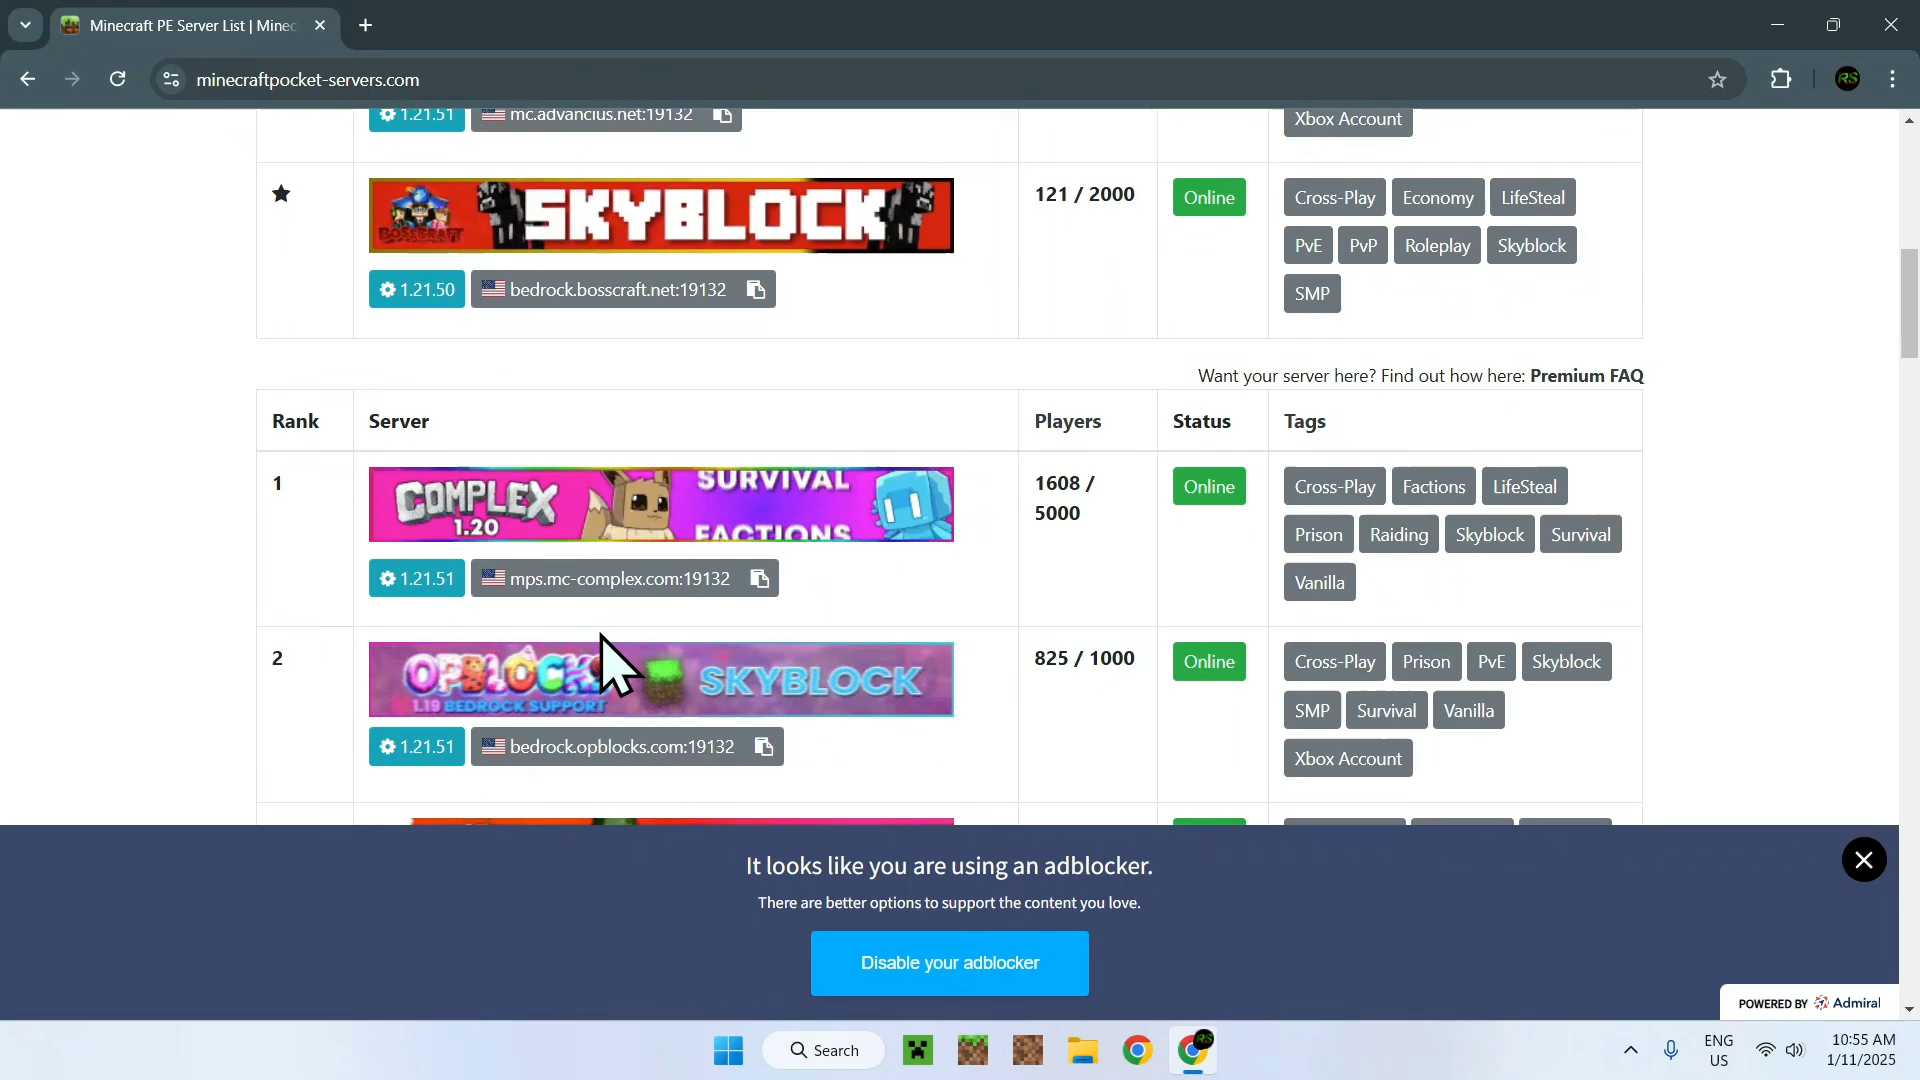 Minecraft PE Server List | Minec
minecraftpocket-servers.com
1.21.51 mc.advancius.net:19132
Xbox Account
BOSSCRAFT SKYBLOCK
121 / 2000
Online
Cross-Play Economy LifeSteal
PvE PvP Roleplay Skyblock
SMP
1.21.50 bedrock.bosscraft.net:19132
Want your server here? Find out how here: Premium FAQ
Rank Server Players Status Tags
1
COMPLEX
1.20
SURVIVAL
FACTIONS
1608 /
5000
Online
Cross-Play Factions LifeSteal
Prison Raiding Skyblock Survival
Vanilla
1.21.51 mps.mc-complex.com:19132
2
SKYBLOCK
1.19 BEDROCK SUPPORT
825 / 1000
Online
Cross-Play Prison PvE Skyblock
SMP Survival Vanilla
Xbox Account
1.21.51 bedrock.opblocks.com:19132
It looks like you are using an adblocker.
There are better options to support the content you love.
Disable your adblocker
POWERED BY Admiral
Search
RS
ENG
US
10:55 AM
1/11/2025